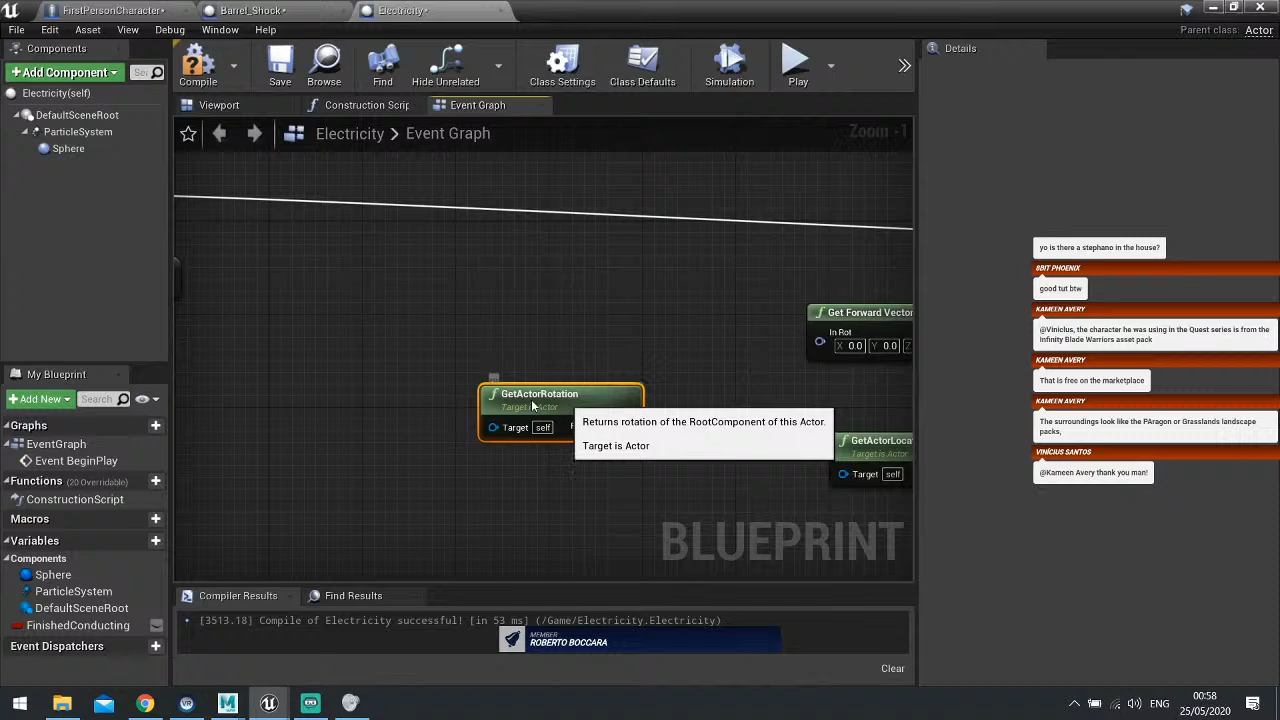 FirstPersonCharacter•
Barrel_Shock•
Electricity•
File
Edit
Asset
View
Debug
Window
Help
Parent class: Actor
Components
+Add Component
Electricity(self)
DefaultSceneRoot
ParticleSystem
Sphere
Compile
Save
Browse
Find
Hide Unrelated
Class Settings
Class Defaults
Simulation
Play
Details
Viewport
Construction Scrip
Event Graph
Electricity > Event Graph
Zoom -1
Get Forward Vector
In Rot
X 0.0 Y 0.0 Z
GetActorRotation
Target is Actor
Target self
Returns rotation of the RootComponent of this Actor.
Target is Actor
GetActorLoca
Target is Actor
Target self
BLUEPRINT
My Blueprint
+Add New
Search
Graphs
EventGraph
Event BeginPlay
Functions (20 Overridable)
ConstructionScript
Macros
Variables
Components
Sphere
ParticleSystem
DefaultSceneRoot
FinishedConducting
Event Dispatchers
Compiler Results
Find Results
[3513.18] Compile of Electricity successful! [in 53 ms] (/Game/Electricity.Electricity)
MEMBER
ROBERTO BOCCARA
Clear
yo is there a stephano in the house?
8BIT PHOENIX
good tut btw
KAMEEN AVERY
@Vinicius, the character he was using in the Quest series is from the
Infinity Blade Warriors asset pack
KAMEEN AVERY
That is free on the marketplace
KAMEEN AVERY
The surroundings look like the PAragon or Grasslands landscape
packs,
VINÍCIUS SANTOS
@Kameen Avery thank you man!
ENG
00:58
25/05/2020